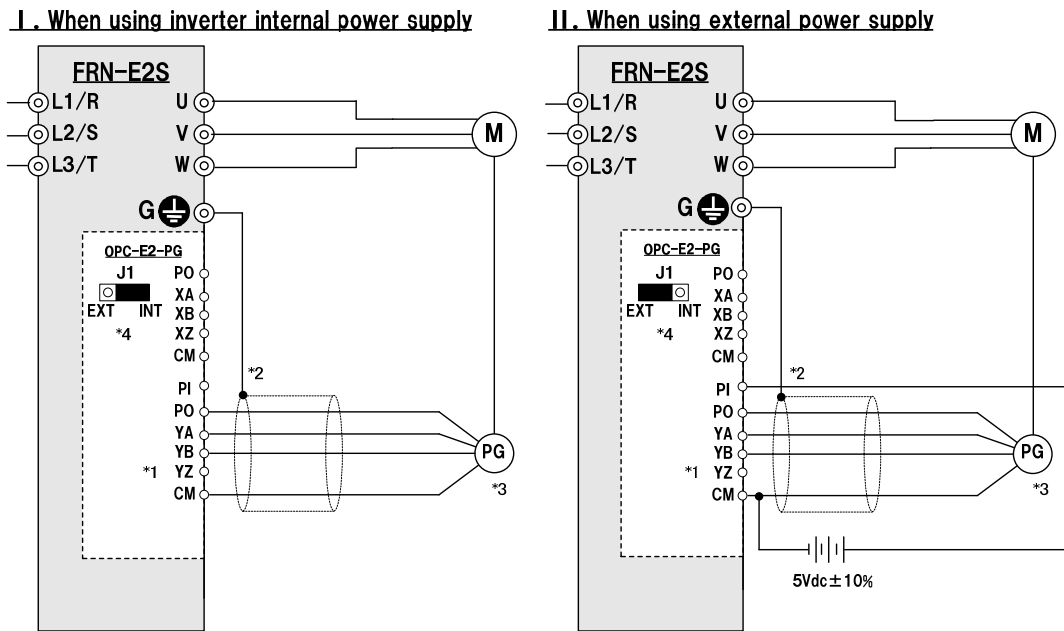 I. When using inverter internal power supply
FRN-E2S
L1/R
U
L2/S
V
M
L3/T
W
G
OPC-E2-PG
J1
PO
XA
EXT INT
XB
*4
XZ
CM
PI
*2
PO
YA
YB
PG
*1
YZ
*3
CM
II. When using external power supply
FRN-E2S
L1/R
U
L2/S
V
M
L3/T
W
G
OPC-E2-PG
J1
PO
XA
EXT INT
XB
*4
XZ
CM
PI
*2
PO
YA
YB
PG
*1
YZ
*3
CM
5Vdc±10%